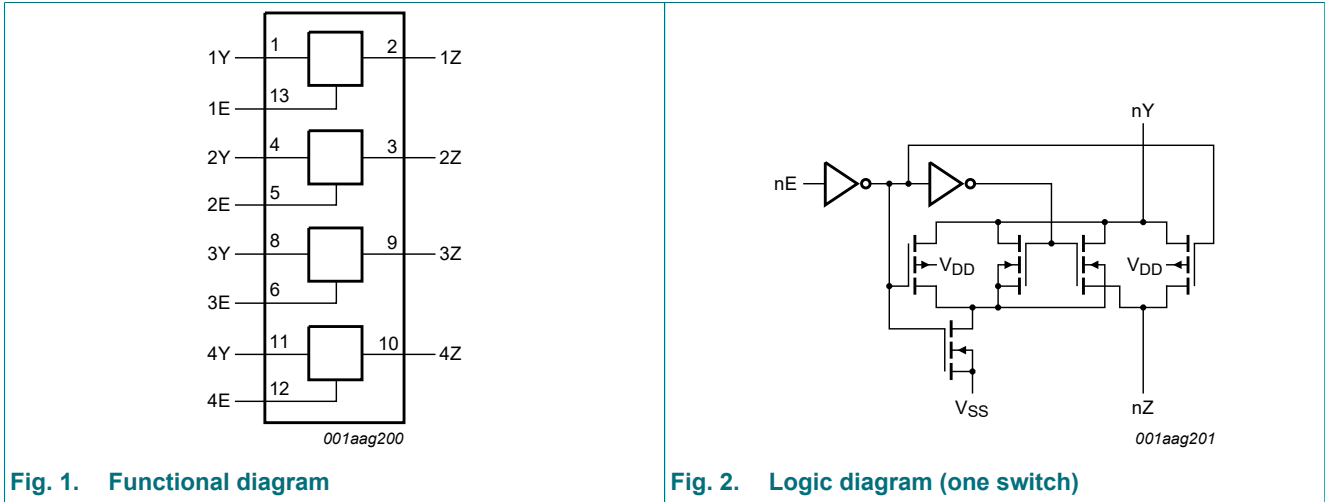 1Y 1 2 1Z
1E 13
2Y 4 3 2Z
2E 5
3Y 8 9 3Z
3E 6
4Y 11 10 4Z
4E 12
001aag200
Fig. 1. Functional diagram
nY
nE
VDD VDD
VSS nZ
001aag201
Fig. 2. Logic diagram (one switch)